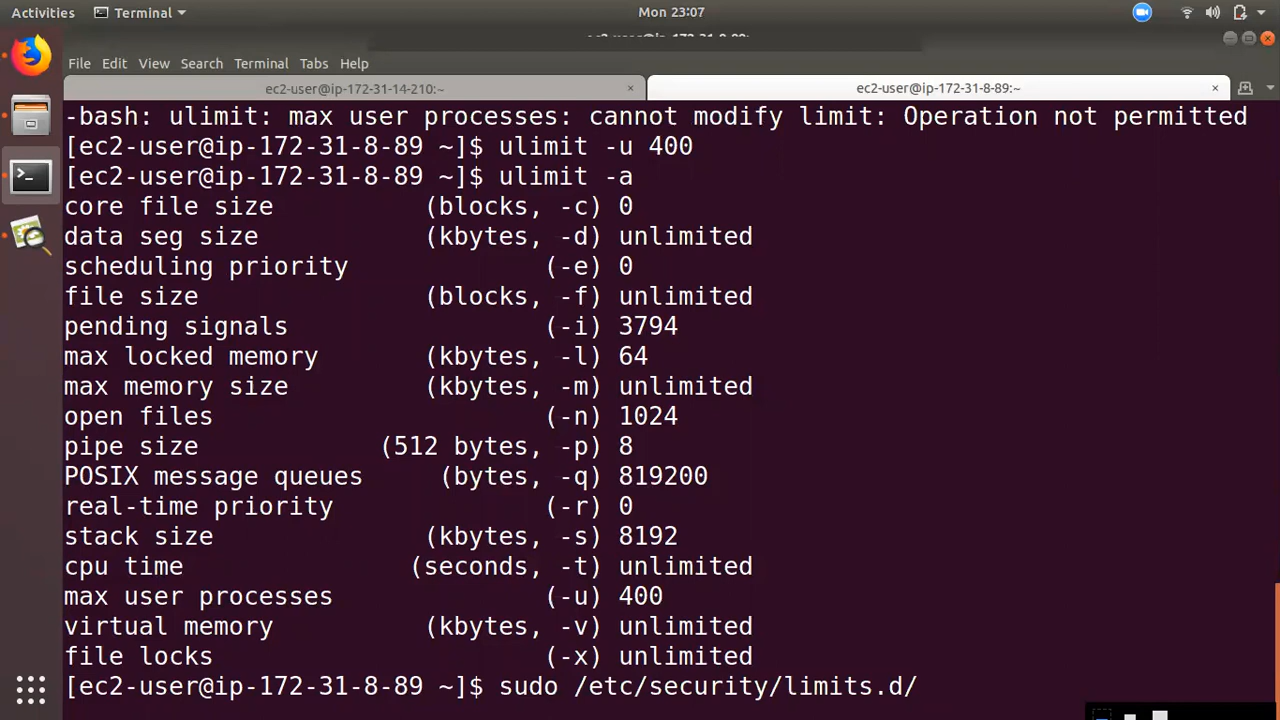 Activities Terminal Mon 23:07
File Edit View Search Terminal Tabs Help
ec2-user@ip-172-31-14-210:~ × ec2-user@ip-172-31-8-89:~ ×
-bash: ulimit: max user processes: cannot modify limit: Operation not permitted
[ec2-user@ip-172-31-8-89 ~]$ ulimit -u 400
[ec2-user@ip-172-31-8-89 ~]$ ulimit -a
core file size          (blocks, -c) 0
data seg size           (kbytes, -d) unlimited
scheduling priority             (-e) 0
file size               (blocks, -f) unlimited
pending signals                 (-i) 3794
max locked memory       (kbytes, -l) 64
max memory size         (kbytes, -m) unlimited
open files                      (-n) 1024
pipe size            (512 bytes, -p) 8
POSIX message queues     (bytes, -q) 819200
real-time priority              (-r) 0
stack size              (kbytes, -s) 8192
cpu time               (seconds, -t) unlimited
max user processes              (-u) 400
virtual memory          (kbytes, -v) unlimited
file locks                      (-x) unlimited
[ec2-user@ip-172-31-8-89 ~]$ sudo /etc/security/limits.d/